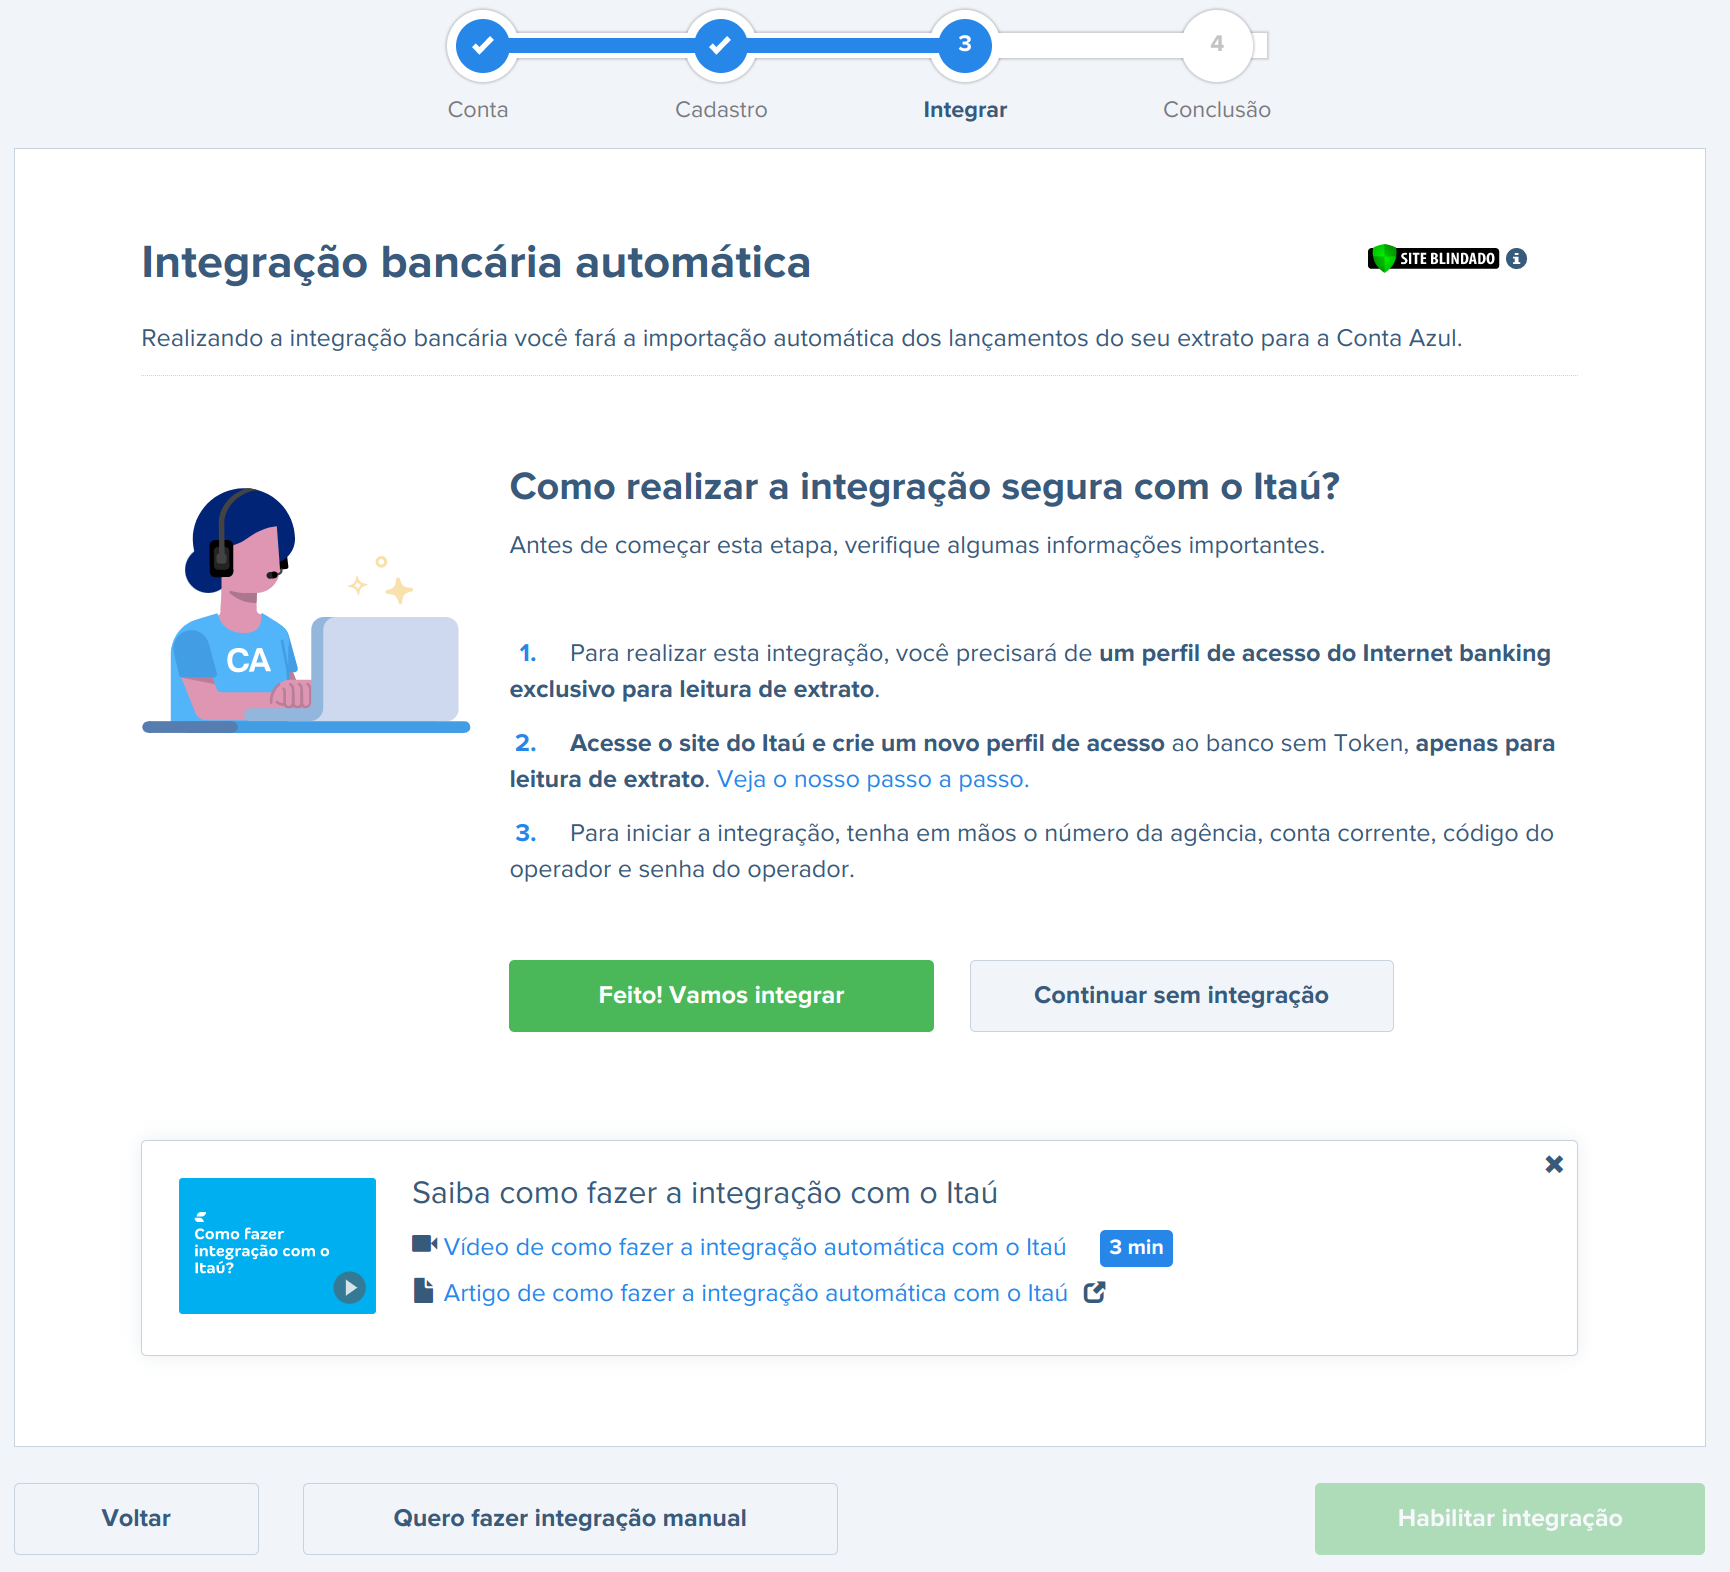 3
4
Conta
Cadastro
Integrar
Conclusão
Integração bancária automática
SITE BLINDADO
Realizando a integração bancária você fará a importação automática dos lançamentos do seu extrato para a Conta Azul.
CA
Como realizar a integração segura com o Itaú?
Antes de começar esta etapa, verifique algumas informações importantes.
1. Para realizar esta integração, você precisará de um perfil de acesso do Internet banking
exclusivo para leitura de extrato.
2. Acesse o site do Itaú e crie um novo perfil de acesso ao banco sem Token, apenas para
leitura de extrato. Veja o nosso passo a passo.
3. Para iniciar a integração, tenha em mãos o número da agência, conta corrente, código do
operador e senha do operador.
Feito! Vamos integrar
Continuar sem integração
Como fazer
integração com o
Itaú?
Saiba como fazer a integração com o Itaú
Vídeo de como fazer a integração automática com o Itaú
3 min
Artigo de como fazer a integração automática com o Itaú
Voltar
Quero fazer integração manual
Habilitar integração